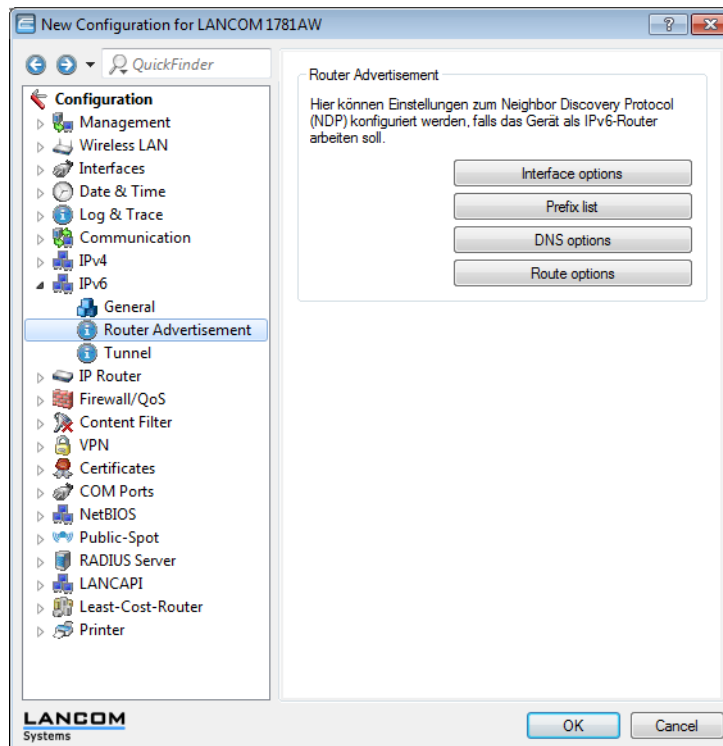 New Configuration for LANCOM 1781AW
QuickFinder
Configuration
Management
Wireless LAN
Interfaces
Date & Time
Log & Trace
Communication
IPv4
IPv6
General
Router Advertisement
Tunnel
IP Router
Firewall/QoS
Content Filter
VPN
Certificates
COM Ports
NetBIOS
Public-Spot
RADIUS Server
LANCAPI
Least-Cost-Router
Printer
Router Advertisement
Hier können Einstellungen zum Neighbor Discovery Protocol
(NDP) konfiguriert werden, falls das Gerät als IPv6-Router
arbeiten soll.
Interface options
Prefix list
DNS options
Route options
LANCOM
Systems
OK
Cancel